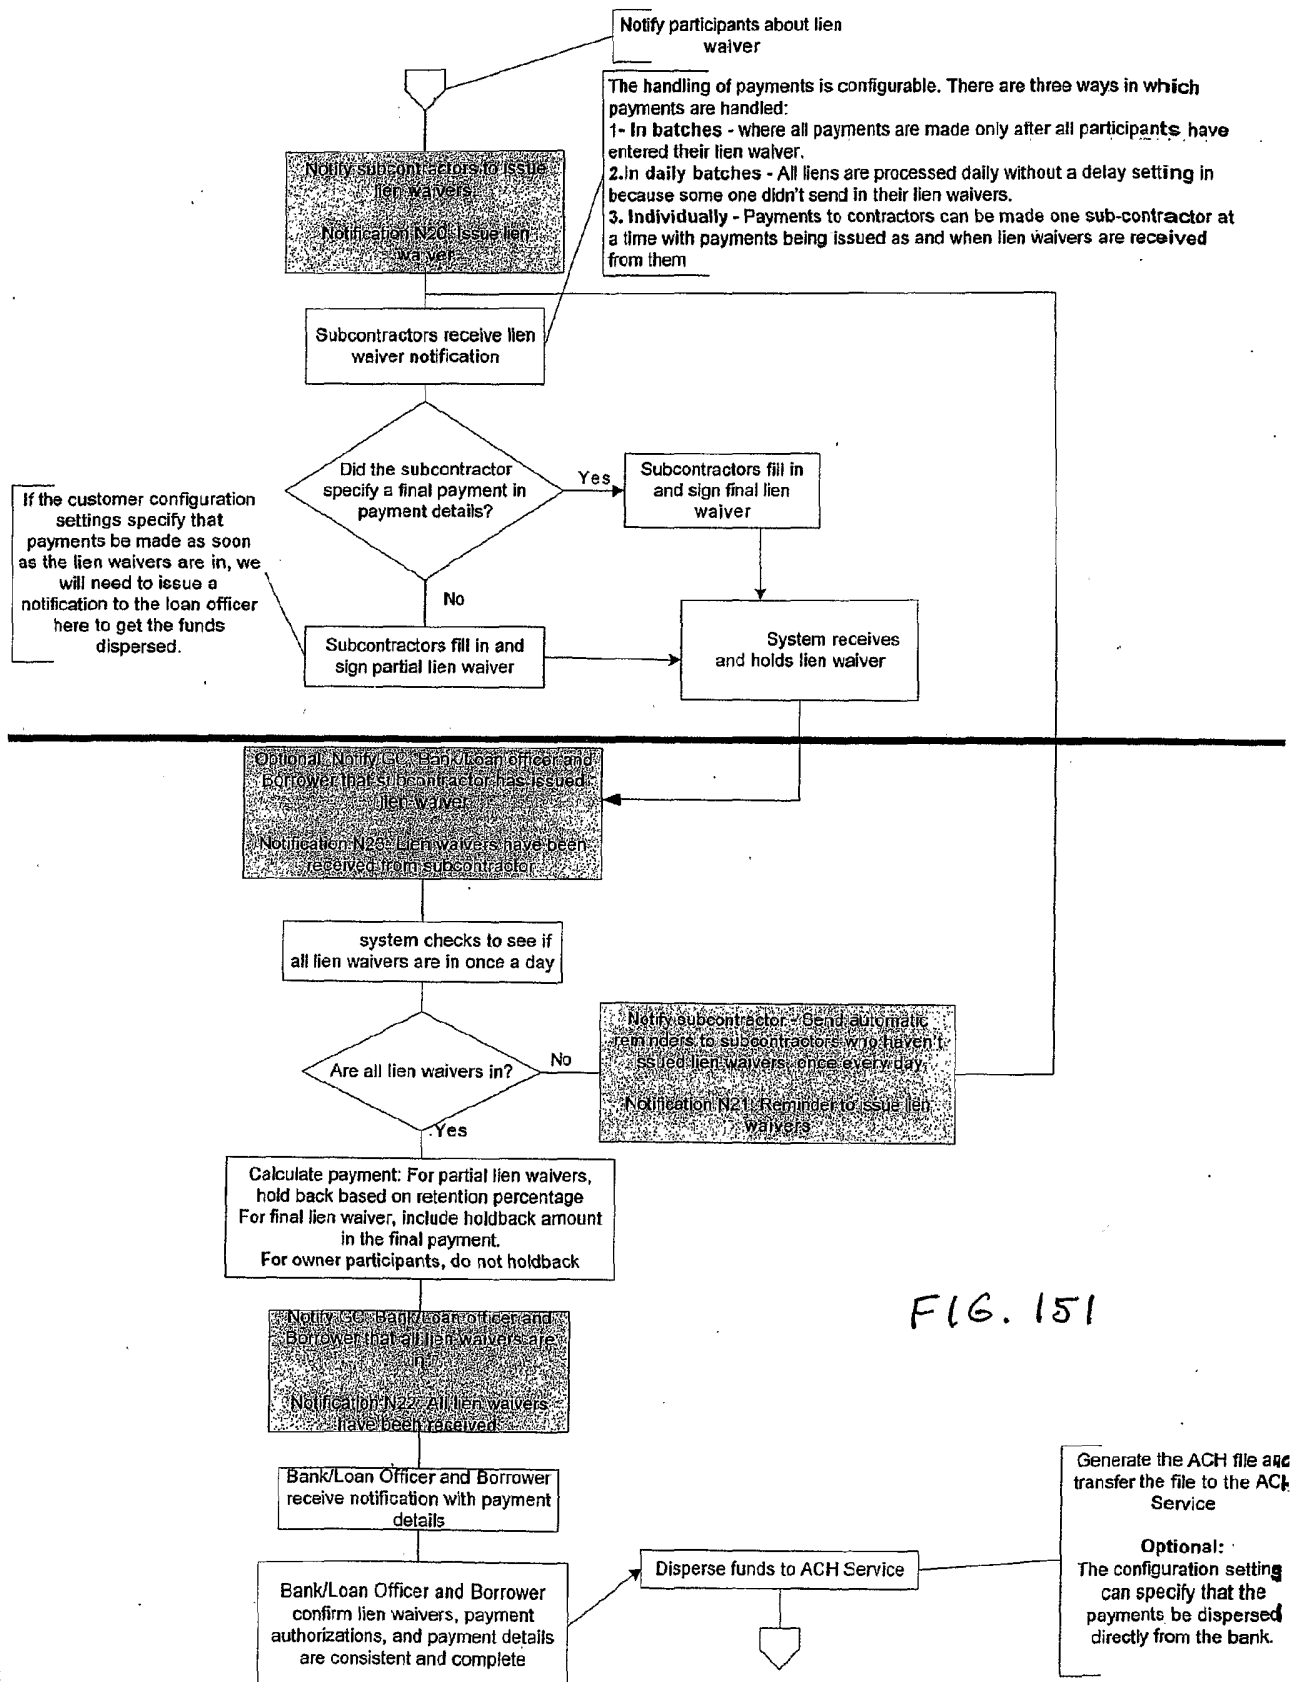 Notify participants about lien
waiver
The handling of payments is configurable. There are three ways in which
payments are handled:
1- In batches - where all payments are made only after all participants have
entered their lien waiver.
2.In daily batches - All liens are processed daily without a delay setting in
because some one didn't send in their lien waivers.
3. Individually - Payments to contractors can be made one sub-contractor at
a time with payments being issued as and when lien waivers are received
from them
Notify subcontractors to issue
lien waivers
Notification N20: Issue lien
waiver
Subcontractors receive lien
waiver notification
Did the subcontractor
specify a final payment in
payment details?
Yes
Subcontractors fill in
and sign final lien
waiver
If the customer configuration
settings specify that
payments be made as soon
as the lien waivers are in, we
will need to issue a
notification to the loan officer
here to get the funds
dispersed.
No
Subcontractors fill in and
sign partial lien waiver
System receives
and holds lien waiver
Optional: Notify GC, Bank/Loan officer and
Borrower that subcontractor has issued
lien waiver
Notification N25: Lien waivers have been
received from subcontractor
system checks to see if
all lien waivers are in once a day
Are all lien waivers in?
No
Notify subcontractor - Send automatic
reminders to subcontractors who haven't
issued lien waivers, once every day.
Notification N21: Reminder to issue lien
waivers
Yes
Calculate payment: For partial lien waivers,
hold back based on retention percentage
For final lien waiver, include holdback amount
in the final payment.
For owner participants, do not holdback
Notify GC, Bank/Loan officer and
Borrower that all lien waivers are
in
Notification N22: All lien waivers
have been received
FIG. 151
Bank/Loan Officer and Borrower
receive notification with payment
details
Bank/Loan Officer and Borrower
confirm lien waivers, payment
authorizations, and payment details
are consistent and complete
Disperse funds to ACH Service
Generate the ACH file and
transfer the file to the ACH
Service
Optional:
The configuration setting
can specify that the
payments be dispersed
directly from the bank.